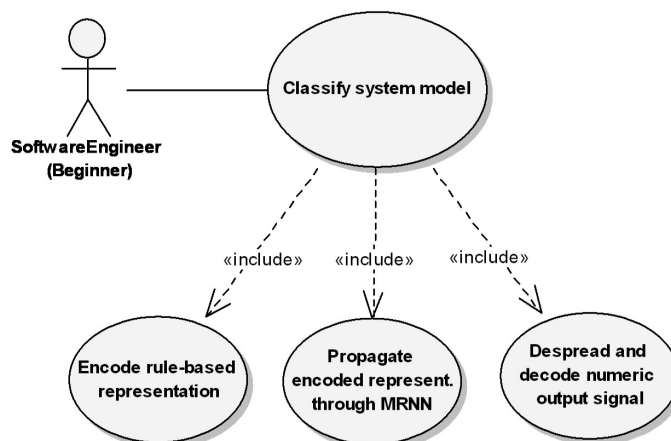 Classify system model
SoftwareEngineer
(Beginner)
«include»
«include»
«include»
Encode rule-based
representation
Propagate
encoded represent.
through MRNN
Despread and
decode numeric
output signal